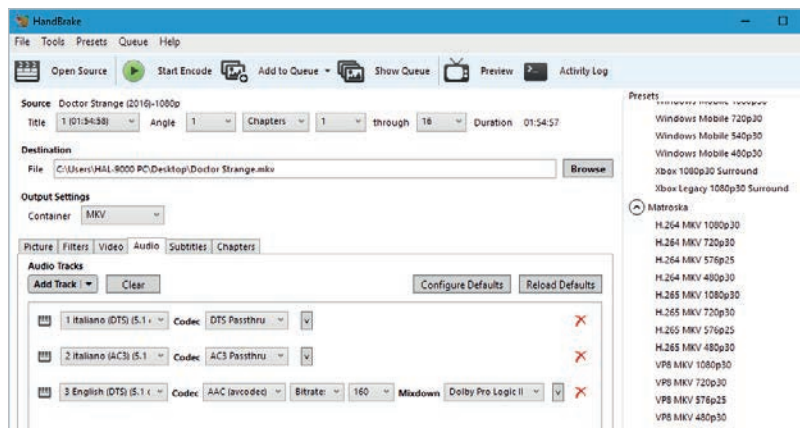 HandBrake
File Tools Presets Queue Help
Open Source Start Encode Add to Queue Show Queue Preview Activity Log
Source Doctor Strange (2016)-1080p
Title 1 (01:54:58) Angle 1 Chapters 1 through 16 Duration 01:54:57
Destination
File C:\Users\HAL-9000 PC\Desktop\Doctor Strange.mkv Browse
Output Settings
Container MKV
Picture Filters Video Audio Subtitles Chapters
Audio Tracks
Add Track Clear Configure Defaults Reload Defaults
1 Italiano (DTS) (5.1 Codec DTS Passthru
2 Italiano (AC3) (5.1 Codec AC3 Passthru
3 English (DTS) (5.1 c Codec AAC (avcodec) Bitrate: 160 Mixdown Dolby Pro Logic II
Presets
Windows Mobile 1080p30
Windows Mobile 720p30
Windows Mobile 540p30
Windows Mobile 480p30
Xbox 1080p30 Surround
Xbox Legacy 1080p30 Surround
Matroska
H.264 MKV 1080p30
H.264 MKV 720p30
H.264 MKV 576p25
H.264 MKV 480p30
H.265 MKV 1080p30
H.265 MKV 720p30
H.265 MKV 576p25
H.265 MKV 480p30
VP8 MKV 1080p30
VP8 MKV 720p30
VP8 MKV 576p25
VP8 MKV 480p30